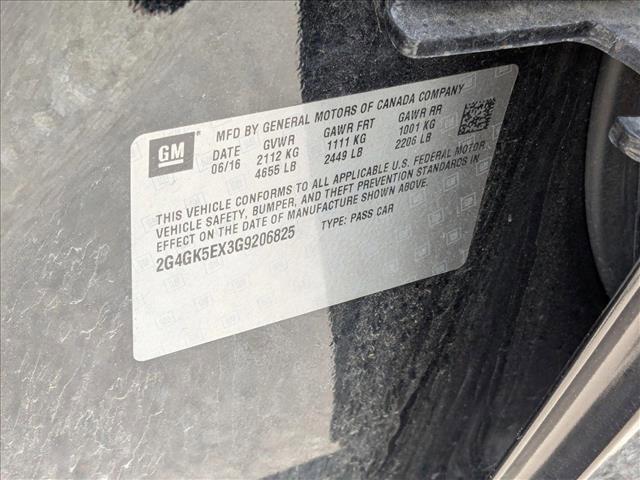 GM
MFD BY GENERAL MOTORS OF CANADA COMPANY
DATE GVWR GAWR FRT GAWR RR
06/16 2112 KG 1111 KG 1001 KG
4655 LB 2449 LB 2206 LB
THIS VEHICLE CONFORMS TO ALL APPLICABLE U.S. FEDERAL MOTOR
VEHICLE SAFETY, BUMPER, AND THEFT PREVENTION STANDARDS IN
EFFECT ON THE DATE OF MANUFACTURE SHOWN ABOVE.
2G4GK5EX3G9206825 TYPE: PASS CAR